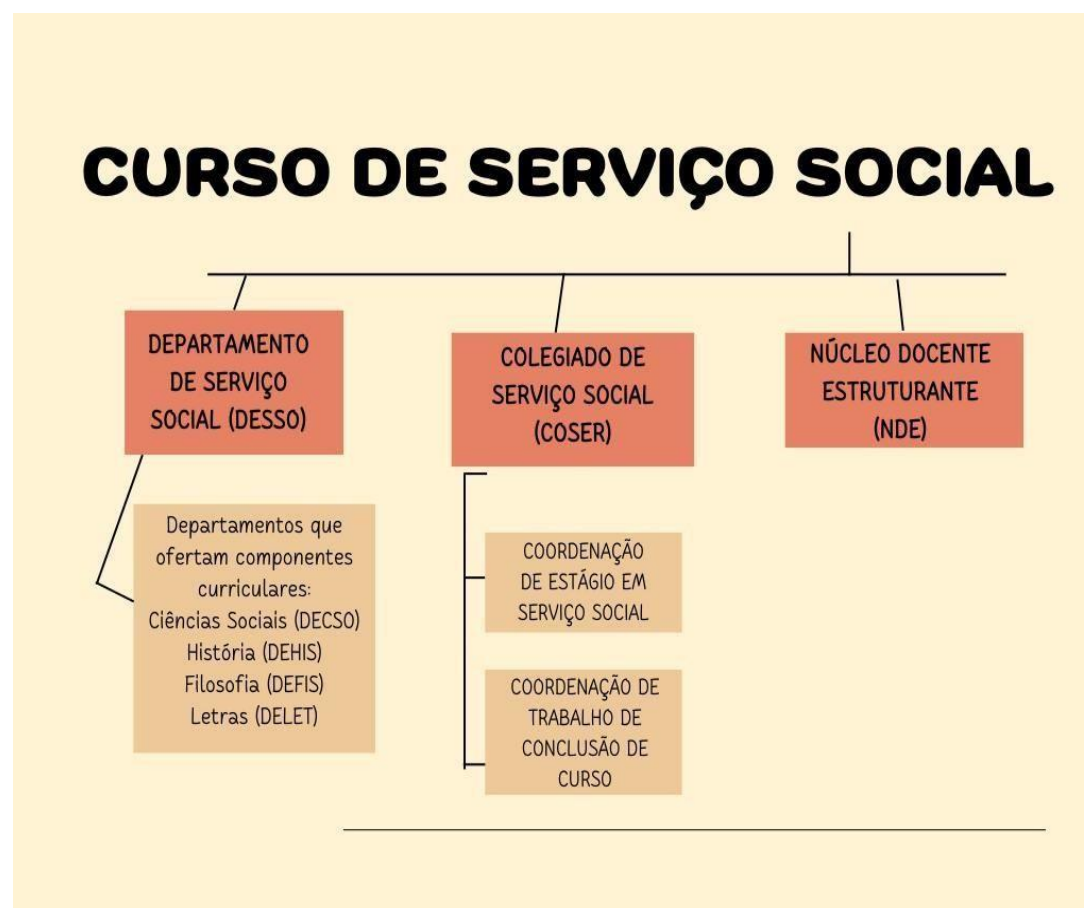 CURSO DE SERVIÇO SOCIAL
DEPARTAMENTO
DE SERVIÇO
SOCIAL (DESSO)
COLEGIADO DE
SERVIÇO SOCIAL
(COSER)
NÚCLEO DOCENTE
ESTRUTURANTE
(NDE)
Departamentos que
ofertam componentes
curriculares:
Ciências Sociais (DECSO)
História (DEHIS)
Filosofia (DEFIS)
Letras (DELET)
COORDENAÇÃO
DE ESTÁGIO EM
SERVIÇO SOCIAL
COORDENAÇÃO DE
TRABALHO DE
CONCLUSÃO DE
CURSO